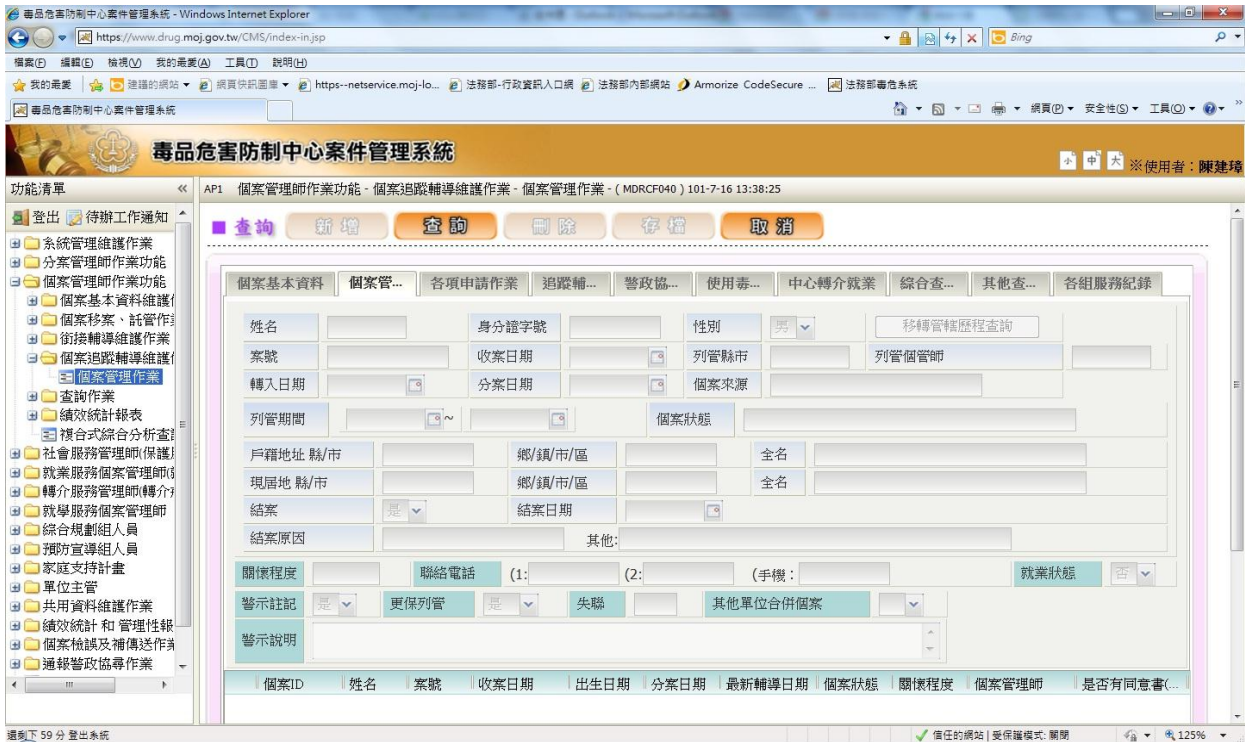 毒品危害防制中心案件管理系統 - Windows Internet Explorer
https://www.drug.moj.gov.tw/CMS/index-in.jsp
Bing
檔案(F) 編輯(E) 檢視(V) 我的最愛(A) 工具(T) 說明(H)
我的最愛 建議的網站 網頁快訊圖庫 https--netservice.moj-lo... 法務部-行政資訊入口網 法務部內部網站 Armorize CodeSecure ... 法務部毒危系統
毒品危害防制中心案件管理系統 網頁(P) 安全性(S) 工具(O)
毒品危害防制中心案件管理系統
小 中 大 ※使用者：陳建璋
功能清單 « AP1 個案管理師作業功能 - 個案追蹤輔導維護作業 - 個案管理作業 - ( MDRCF040 ) 101-7-16 13:38:25
登出 待辦工作通知
系統管理維護作業
分案管理師作業功能
個案管理師作業功能
個案基本資料維護
個案移案、託管作
銜接輔導維護作業
個案追蹤輔導維護
個案管理作業
查詢作業
績效統計報表
複合式綜合分析查
社會服務管理師(保護
就業服務個案管理師(
轉介服務管理師(轉介
就學服務個案管理師
綜合規劃組人員
預防宣導組人員
家庭支持計畫
單位主管
共用資料維護作業
績效統計 和 管理性報
個案檢誤及補傳送作
通報警政協尋作業
查詢 新增 查詢 刪除 存檔 取消
個案基本資料 個案管... 各項申請作業 追蹤輔... 警政協... 使用毒... 中心轉介就業 綜合查... 其他查... 各組服務紀錄
姓名 身分證字號 性別 男 移轉管轄歷程查詢
案號 收案日期 列管縣市 列管個管師
轉入日期 分案日期 個案來源
列管期間 ~ 個案狀態
戶籍地址 縣/市 鄉/鎮/市/區 全名
現居地 縣/市 鄉/鎮/市/區 全名
結案 是 結案日期
結案原因 其他:
關懷程度 聯絡電話 (1: (2: (手機： 就業狀態 否
警示註記 是 更保列管 是 失聯 其他單位合併個案
警示說明
個案ID 姓名 案號 收案日期 出生日期 分案日期 最新輔導日期 個案狀態 關懷程度 個案管理師 是否有同意書(...
還剩下 59 分 登出系統 信任的網站 | 受保護模式: 關閉 125%